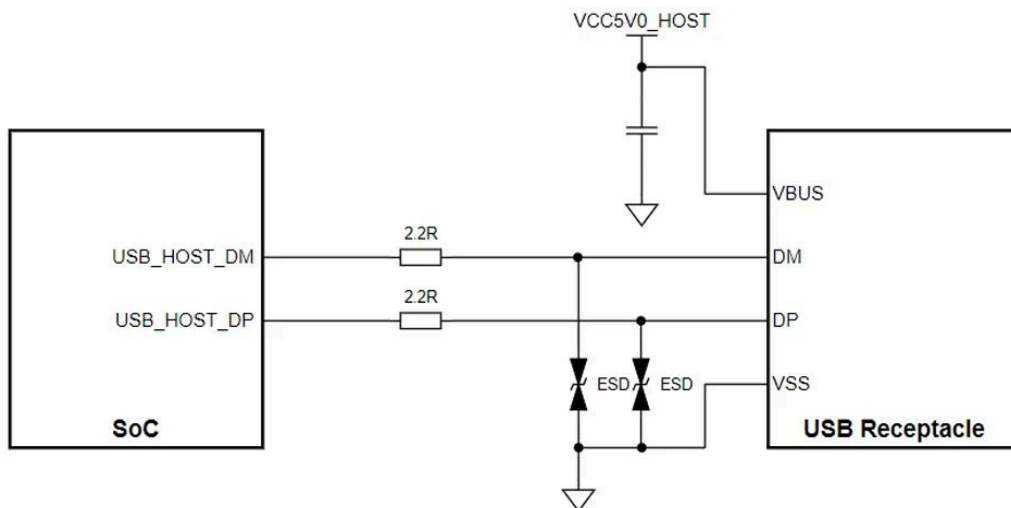 VCC5V0_HOST
VBUS
2.2R
USB_HOST_DM
DM
2.2R
USB_HOST_DP
DP
ESD
ESD
VSS
SoC
USB Receptacle